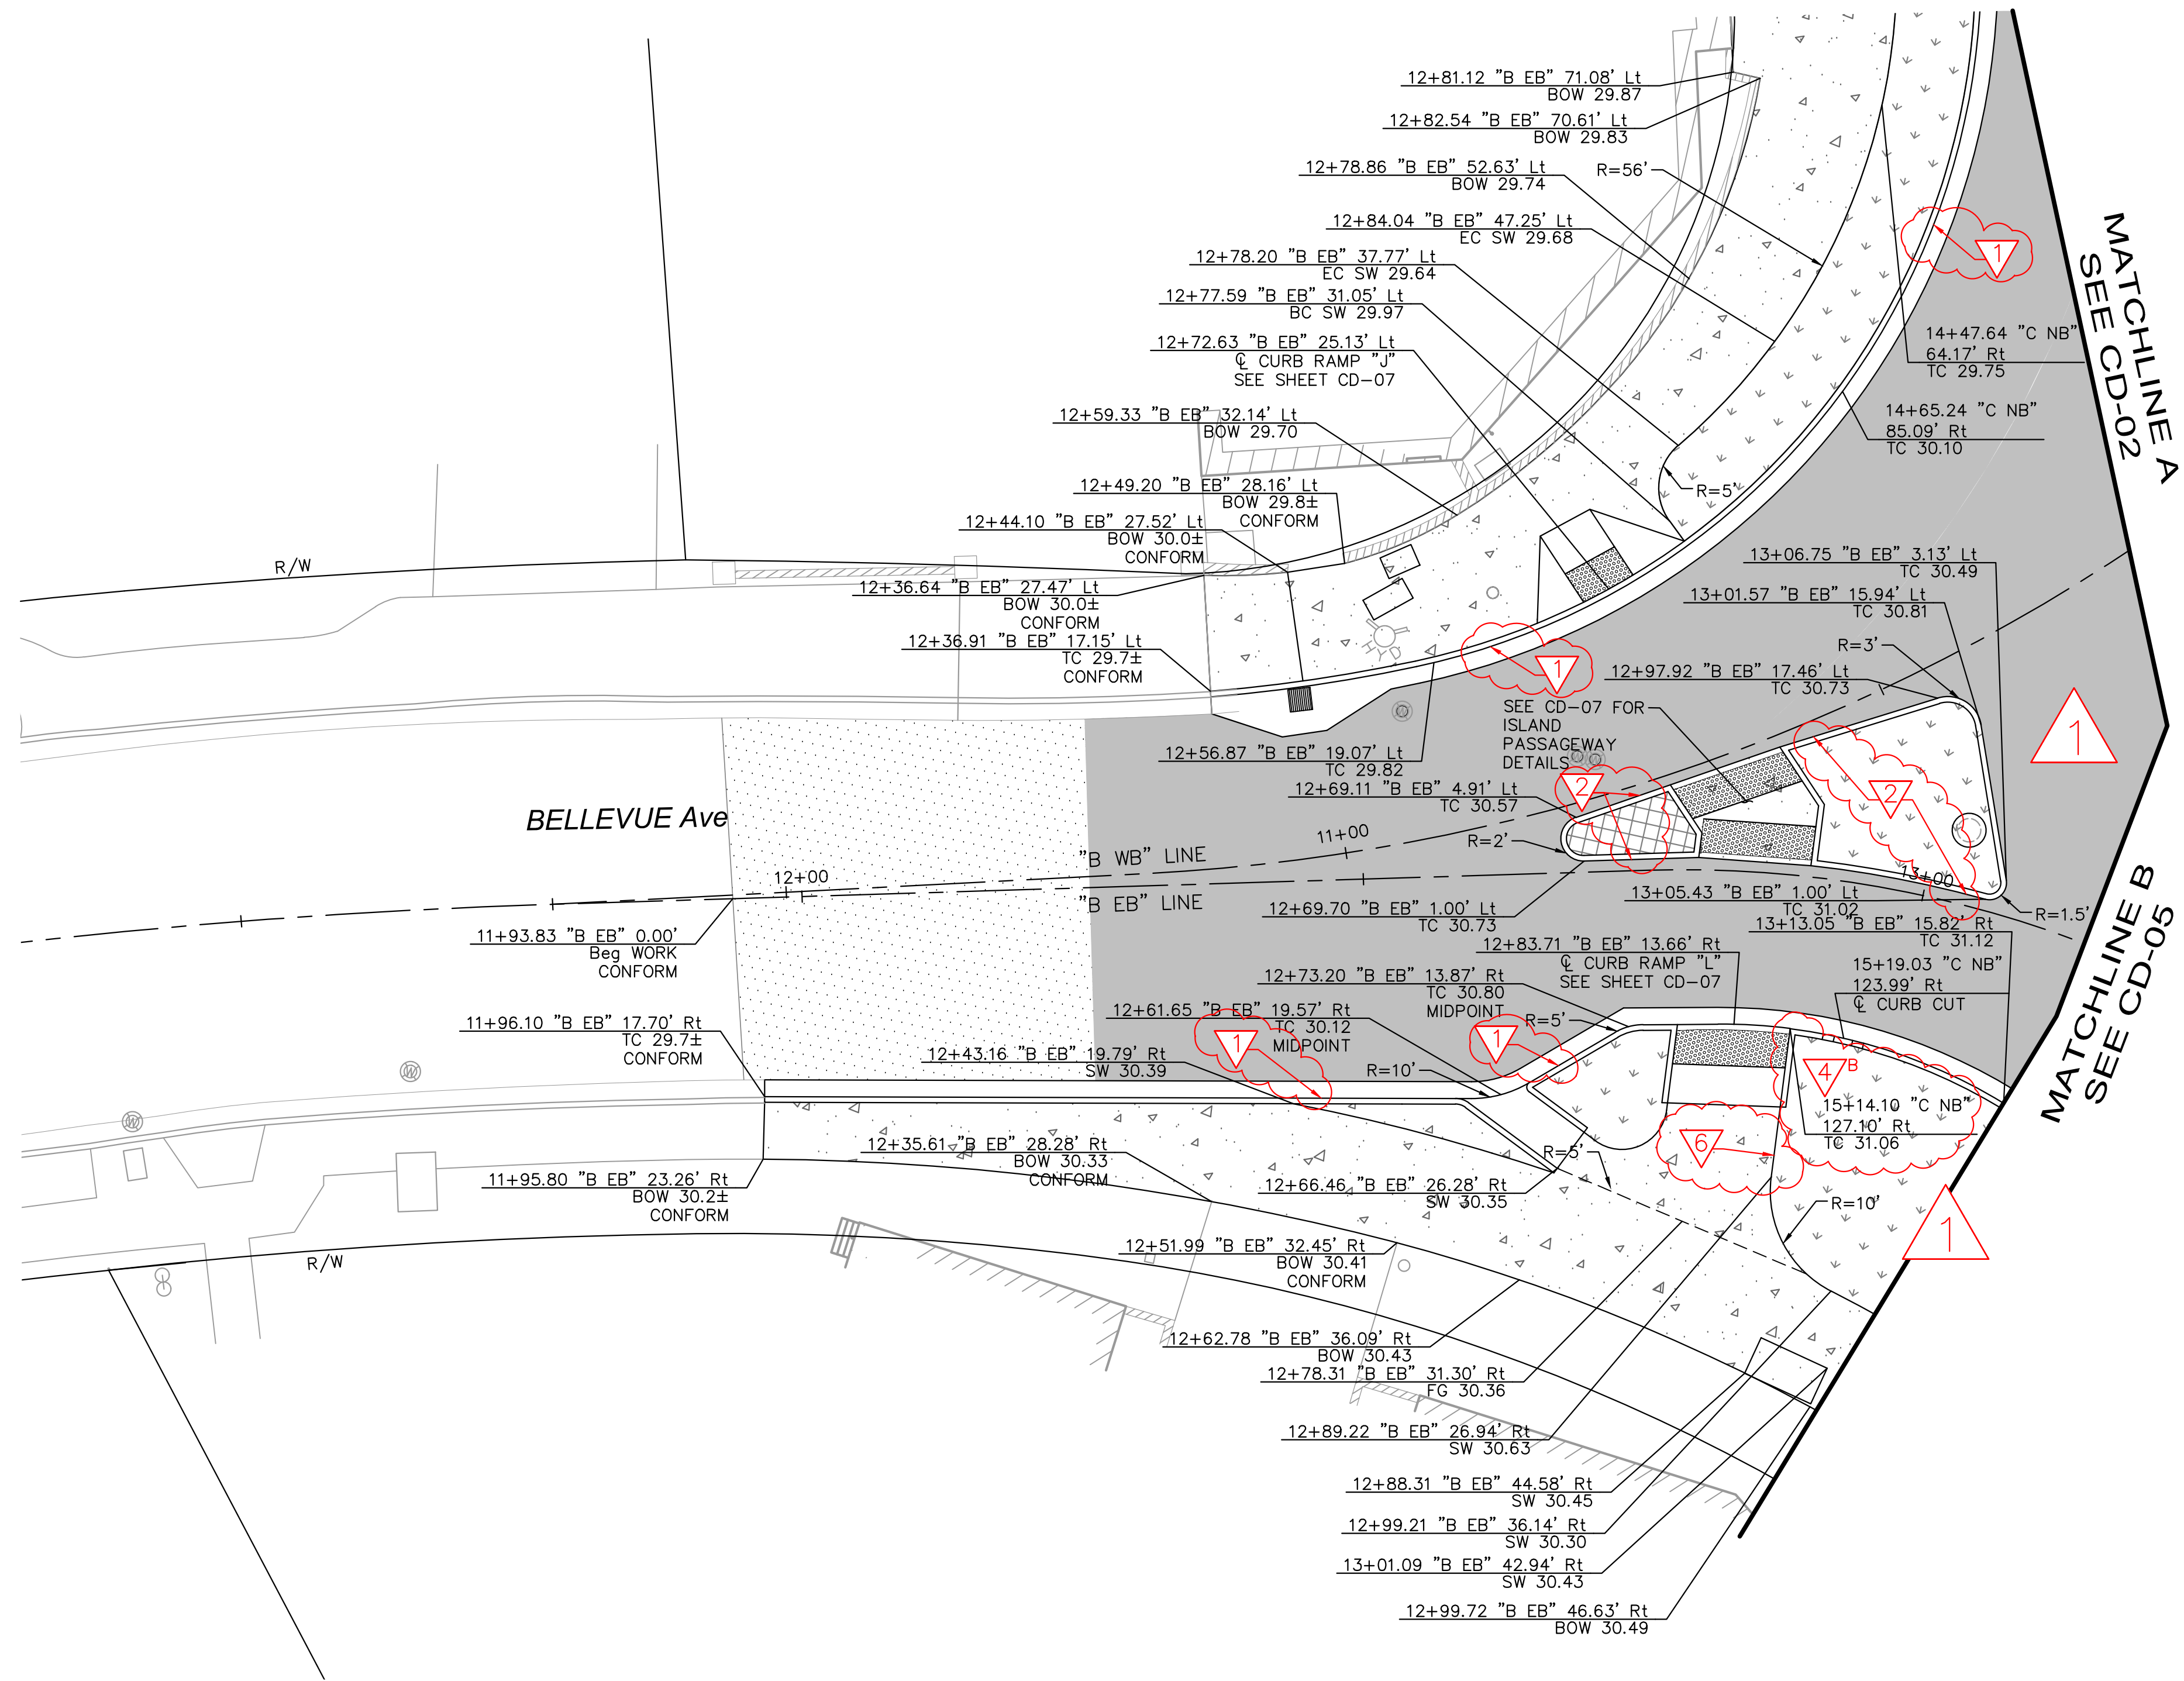 12+81.12 "B EB" 71.08' Lt
BOW 29.87
12+82.54 "B EB" 70.61' Lt
BOW 29.83
12+78.86 "B EB" 52.63' Lt
BOW 29.74
R=56'
12+84.04 "B EB" 47.25' Lt
EC SW 29.68
12+78.20 "B EB" 37.77' Lt
EC SW 29.64
12+77.59 "B EB" 31.05' Lt
BC SW 29.97
12+72.63 "B EB" 25.13' Lt
℄ CURB RAMP "J"
SEE SHEET CD-07
12+59.33 "B EB" 32.14' Lt
BOW 29.70
12+49.20 "B EB" 28.16' Lt
BOW 29.8±
CONFORM
12+44.10 "B EB" 27.52' Lt
BOW 30.0±
CONFORM
12+36.64 "B EB" 27.47' Lt
BOW 30.0±
CONFORM
12+36.91 "B EB" 17.15' Lt
TC 29.7±
CONFORM
R/W
HYD
R=5'
1
MATCHLINE A
SEE CD-02
14+47.64 "C NB"
64.17' Rt
TC 29.75
14+65.24 "C NB"
85.09' Rt
TC 30.10
13+06.75 "B EB" 3.13' Lt
TC 30.49
13+01.57 "B EB" 15.94' Lt
TC 30.81
R=3'
12+97.92 "B EB" 17.46' Lt
TC 30.73
1
SEE CD-07 FOR
ISLAND
PASSAGEWAY
DETAILS
1
12+56.87 "B EB" 19.07' Lt
TC 29.82
12+69.11 "B EB" 4.91' Lt
TC 30.57
2
2
BELLEVUE Ave
R=2'
11+00
"B WB" LINE
12+00
"B EB" LINE
13+00
12+69.70 "B EB" 1.00' Lt
TC 30.73
13+05.43 "B EB" 1.00' Lt
TC 31.02
R=1.5'
13+13.05 "B EB" 15.82' Rt
TC 31.12
MATCHLINE B
SEE CD-05
11+93.83 "B EB" 0.00'
Beg WORK
CONFORM
12+83.71 "B EB" 13.66' Rt
℄ CURB RAMP "L"
SEE SHEET CD-07
15+19.03 "C NB"
123.99' Rt
℄ CURB CUT
12+73.20 "B EB" 13.87' Rt
TC 30.80
MIDPOINT
12+61.65 "B EB" 19.57' Rt
TC 30.12
MIDPOINT
R=5'
11+96.10 "B EB" 17.70' Rt
TC 29.7±
CONFORM
1
1
12+43.16 "B EB" 19.79' Rt
SW 30.39
R=10'
W
W
4
B
15+14.10 "C NB"
127.10' Rt
TC 31.06
6
12+35.61 "B EB" 28.28' Rt
BOW 30.33
CONFORM
R=5'
11+95.80 "B EB" 23.26' Rt
BOW 30.2±
CONFORM
12+66.46 "B EB" 26.28' Rt
SW 30.35
R=10'
1
R/W
12+51.99 "B EB" 32.45' Rt
BOW 30.41
CONFORM
12+62.78 "B EB" 36.09' Rt
BOW 30.43
12+78.31 "B EB" 31.30' Rt
FG 30.36
12+89.22 "B EB" 26.94' Rt
SW 30.63
12+88.31 "B EB" 44.58' Rt
SW 30.45
12+99.21 "B EB" 36.14' Rt
SW 30.30
13+01.09 "B EB" 42.94' Rt
SW 30.43
12+99.72 "B EB" 46.63' Rt
BOW 30.49